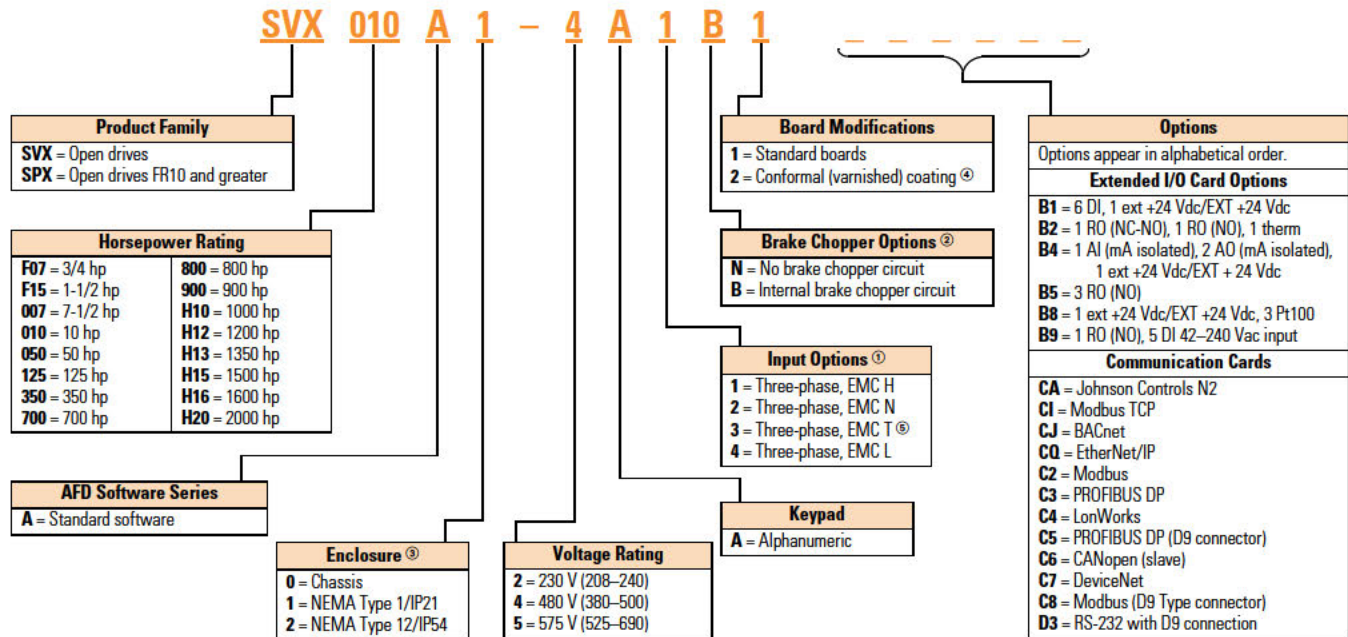 SVX 010 A 1 – 4 A 1 B 1 _ _ _ _ _ _
Product Family
SVX = Open drives
SPX = Open drives FR10 and greater
Horsepower Rating
F07 = 3/4 hp
F15 = 1-1/2 hp
007 = 7-1/2 hp
010 = 10 hp
050 = 50 hp
125 = 125 hp
350 = 350 hp
700 = 700 hp
800 = 800 hp
900 = 900 hp
H10 = 1000 hp
H12 = 1200 hp
H13 = 1350 hp
H15 = 1500 hp
H16 = 1600 hp
H20 = 2000 hp
AFD Software Series
A = Standard software
Enclosure ③
0 = Chassis
1 = NEMA Type 1/IP21
2 = NEMA Type 12/IP54
Voltage Rating
2 = 230 V (208–240)
4 = 480 V (380–500)
5 = 575 V (525–690)
Keypad
A = Alphanumeric
Input Options ①
1 = Three-phase, EMC H
2 = Three-phase, EMC N
3 = Three-phase, EMC T ⑤
4 = Three-phase, EMC L
Brake Chopper Options ②
N = No brake chopper circuit
B = Internal brake chopper circuit
Board Modifications
1 = Standard boards
2 = Conformal (varnished) coating ④
Options
Options appear in alphabetical order.
Extended I/O Card Options
B1 = 6 DI, 1 ext +24 Vdc/EXT +24 Vdc
B2 = 1 RO (NC-NO), 1 RO (NO), 1 therm
B4 = 1 AI (mA isolated), 2 AO (mA isolated),
1 ext +24 Vdc/EXT + 24 Vdc
B5 = 3 RO (NO)
B8 = 1 ext +24 Vdc/EXT +24 Vdc, 3 Pt100
B9 = 1 RO (NO), 5 DI 42–240 Vac input
Communication Cards
CA = Johnson Controls N2
CI = Modbus TCP
CJ = BACnet
CQ = EtherNet/IP
C2 = Modbus
C3 = PROFIBUS DP
C4 = LonWorks
C5 = PROFIBUS DP (D9 connector)
C6 = CANopen (slave)
C7 = DeviceNet
C8 = Modbus (D9 Type connector)
D3 = RS-232 with D9 connection